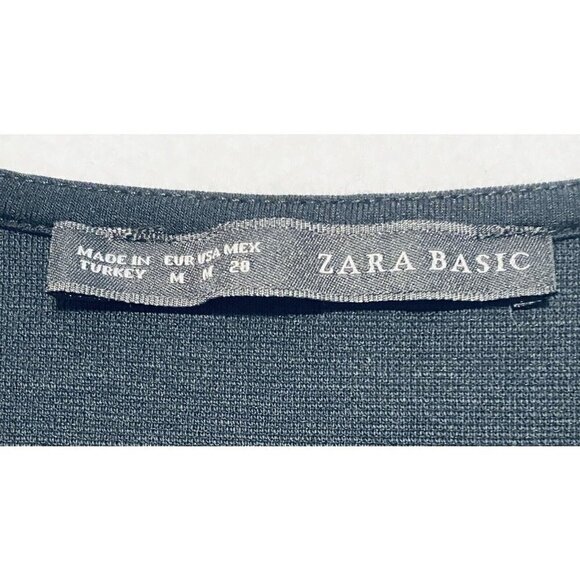 MADE IN TURKEY
EUR USA MEX
M M 28
ZARA BASIC